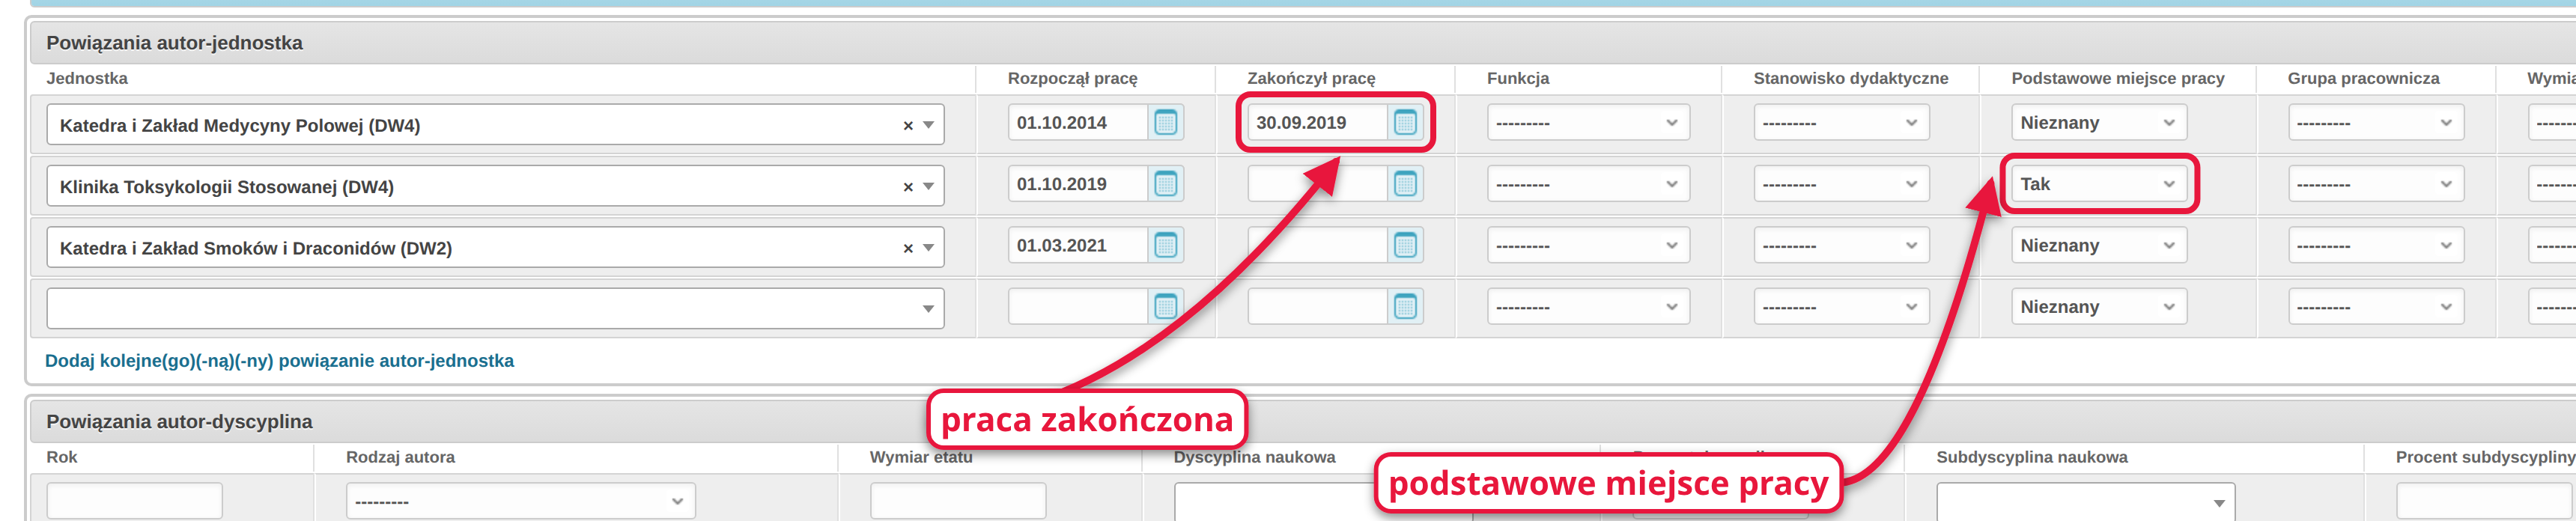 Powiązania autor-jednostka
Jednostka Rozpoczął pracę Zakończył pracę Funkcja Stanowisko dydaktyczne Podstawowe miejsce pracy Grupa pracownicza
Katedra i Zakład Medycyny Polowej (DW4) × 01.10.2014 30.09.2019 --------- --------- Nieznany --------- -------
Klinika Toksykologii Stosowanej (DW4) × 01.10.2019 --------- --------- Tak --------- -------
Katedra i Zakład Smoków i Draconidów (DW2) × 01.03.2021 --------- --------- Nieznany --------- -------
--------- --------- Nieznany --------- -------
Dodaj kolejne(go)(-ną)(-ny) powiązanie autor-jednostka
praca zakończona
Powiązania autor-dyscyplina
Rok Rodzaj autora Wymiar etatu Dyscyplina naukowa Subdyscyplina naukowa Procent subdyscypliny
podstawowe miejsce pracy
---------